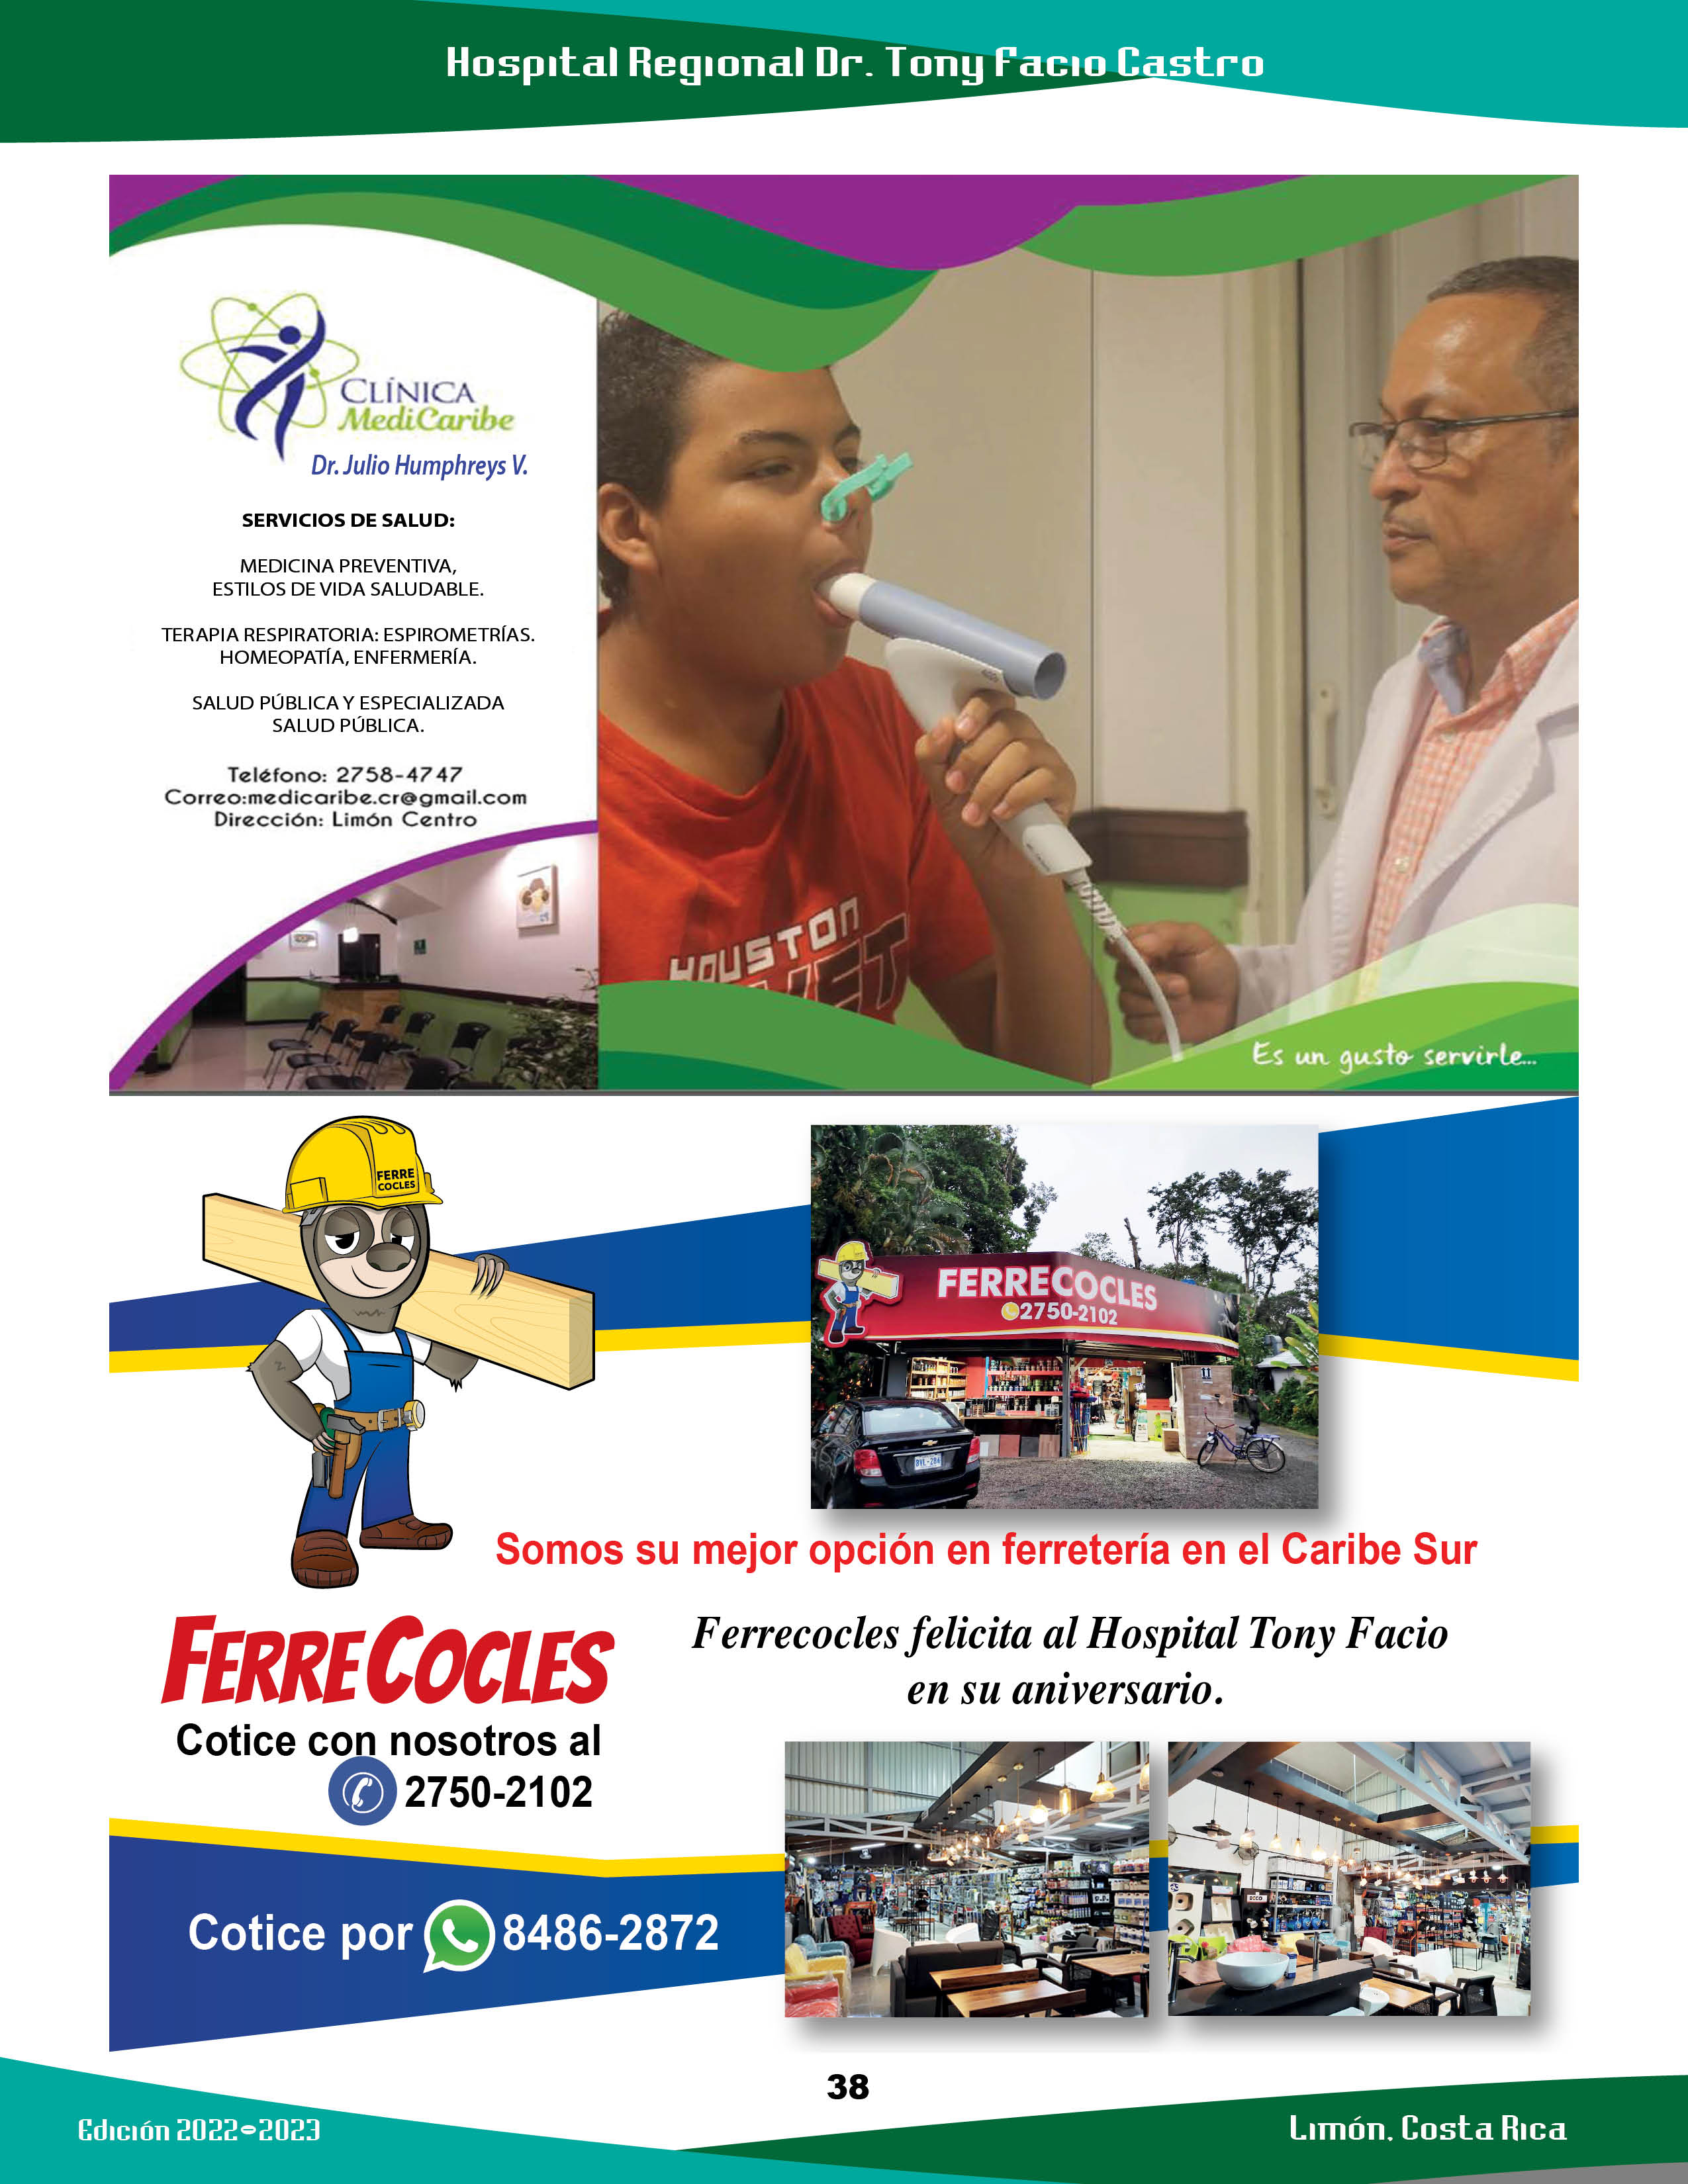 Hospital Regional Dr. Tony Facio Castro
CLÍNICA
MediCaribe
Dr. Julio Humphreys V.
SERVICIOS DE SALUD:
MEDICINA PREVENTIVA,
ESTILOS DE VIDA SALUDABLE.
TERAPIA RESPIRATORIA: ESPIROMETRÍAS.
HOMEOPATÍA, ENFERMERÍA.
SALUD PÚBLICA Y ESPECIALIZADA
SALUD PÚBLICA.
Teléfono: 2758-4747
Correo:medicaribe.cr@gmail.com
Dirección: Limón Centro
HOUSTON
Es un gusto servirle...
FERRE
COCLES
FERRECOCLES
2750-2102
Somos su mejor opción en ferretería en el Caribe Sur
FERRECOCLES
Ferrecocles felicita al Hospital Tony Facio
en su aniversario.
Cotice con nosotros al
2750-2102
Cotice por 8486-2872
38
Edición 2022-2023
Limón, Costa Rica